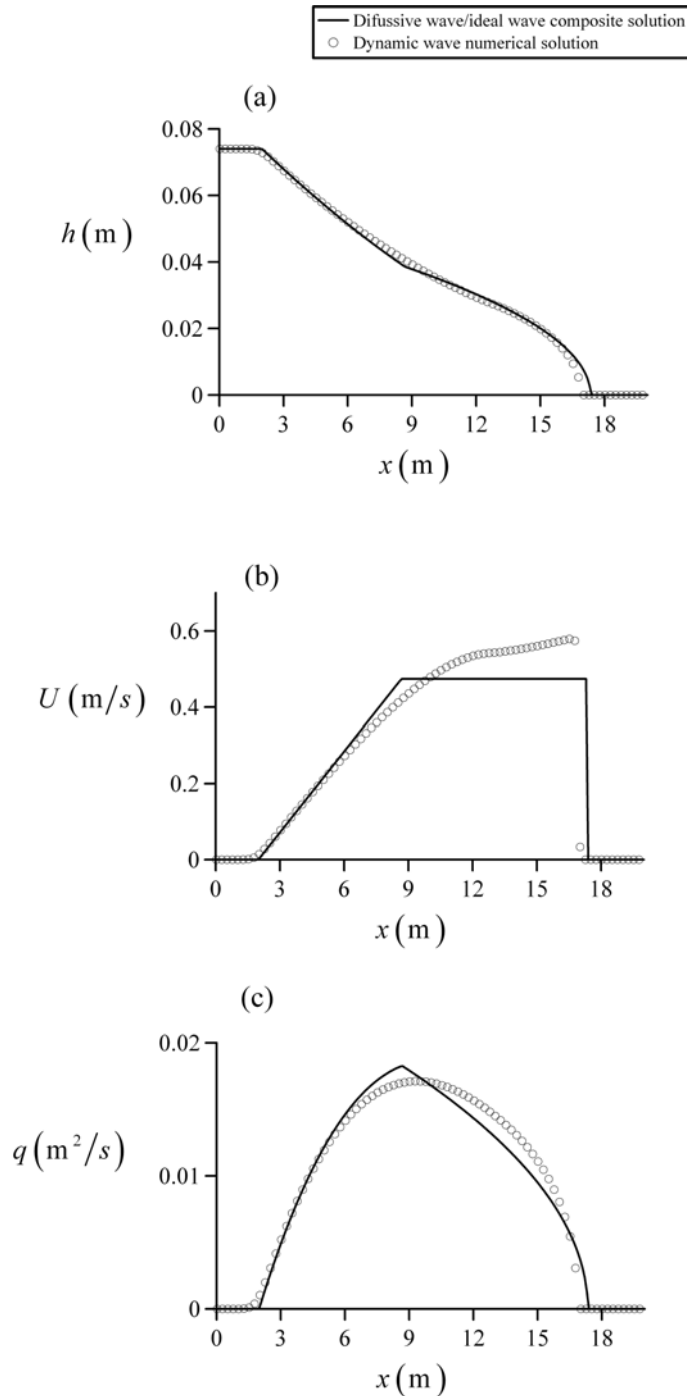 Difussive wave/ideal wave composite solution
Dynamic wave numerical solution
(a)
0.08
0.06
h(m)
0.04
0.02
0
0 3 6 9 12 15 18
x(m)
(b)
0.6
U(m/s)
0.4
0.2
0
0 3 6 9 12 15 18
x(m)
(c)
0.02
q(m²/s)
0.01
0
0 3 6 9 12 15 18
x(m)